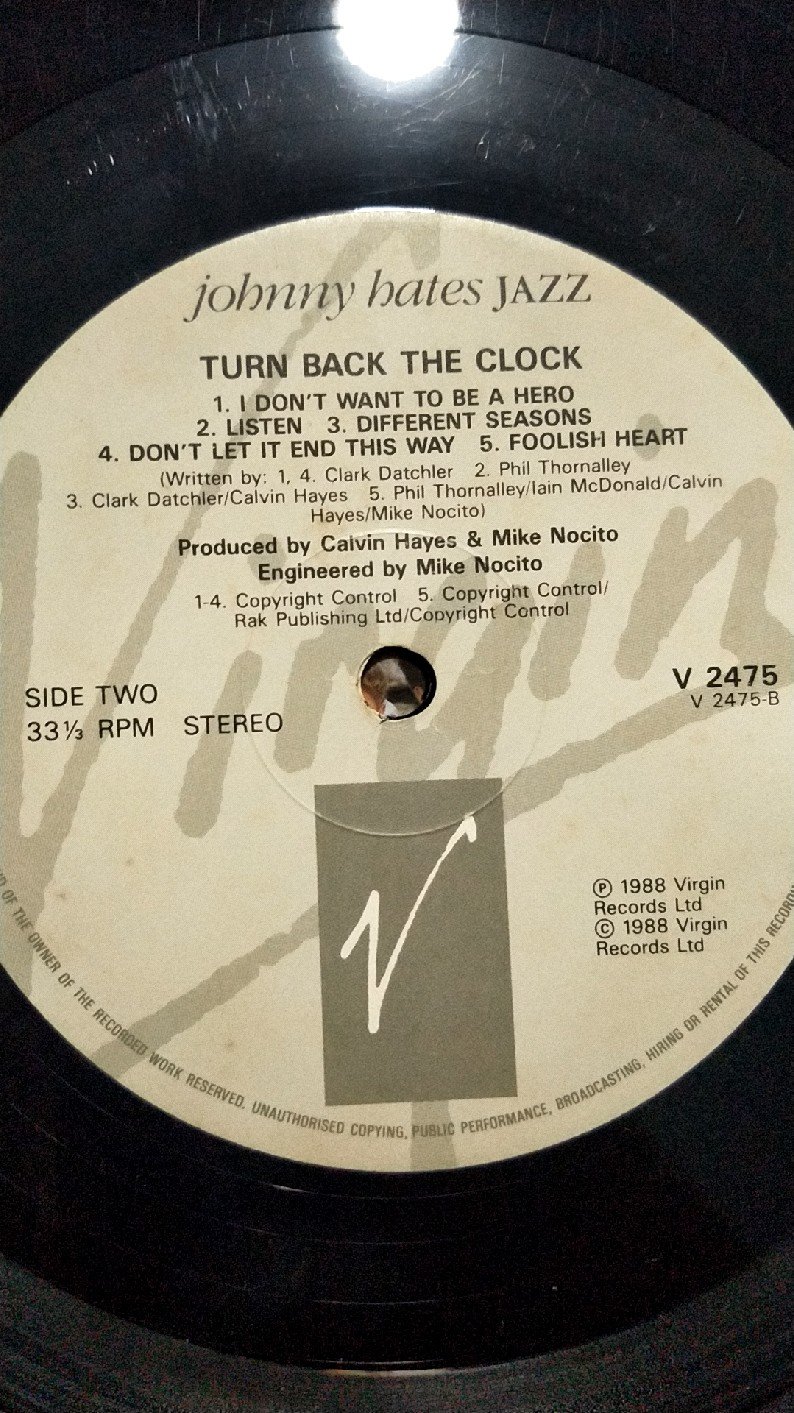 johnny hates JAZZ
TURN BACK THE CLOCK
1. I DON'T WANT TO BE A HERO
2. LISTEN 3. DIFFERENT SEASONS
4. DON'T LET IT END THIS WAY 5. FOOLISH HEART
(Written by: 1, 4. Clark Datchler 2. Phil Thornalley
3. Clark Datchler/Calvin Hayes 5. Phil Thornalley/Iain McDonald/Calvin
Hayes/Mike Nocito)
Produced by Calvin Hayes & Mike Nocito
Engineered by Mike Nocito
1-4. Copyright Control 5. Copyright Control/
Rak Publishing Ltd/Copyright Control
Virgin
SIDE TWO
33⅓ RPM STEREO
V 2475
V 2475-B
V
℗ 1988 Virgin
Records Ltd
© 1988 Virgin
Records Ltd
OF THE OWNER OF THE RECORDED WORK RESERVED. UNAUTHORISED COPYING, PUBLIC PERFORMANCE, BROADCASTING, HIRING OR RENTAL OF THIS RECORD